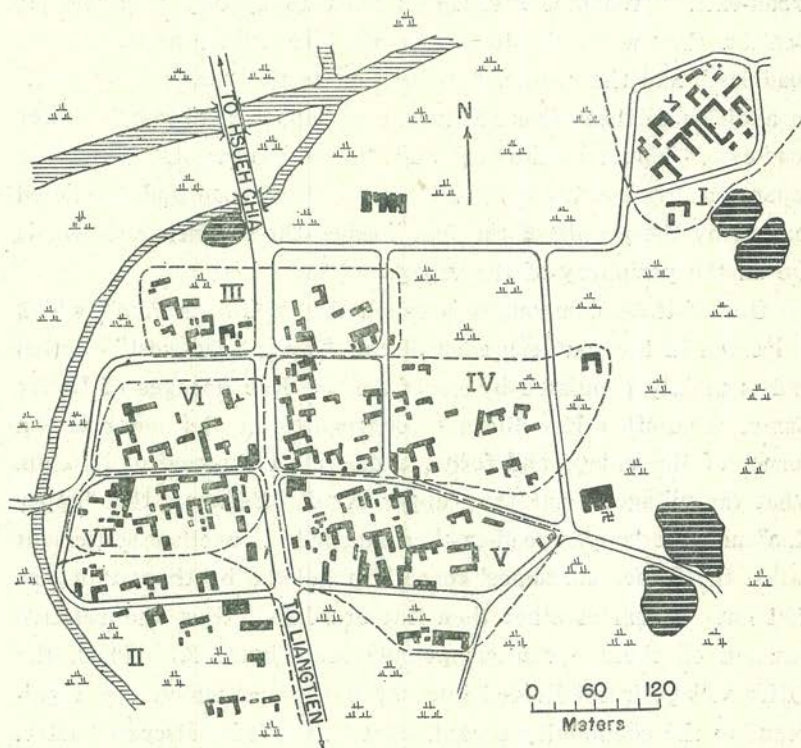 TO HSUEH CHIA
N
I
III
IV
VI
VII
V
II
TO LIANGTIEN
0 60 120
Meters